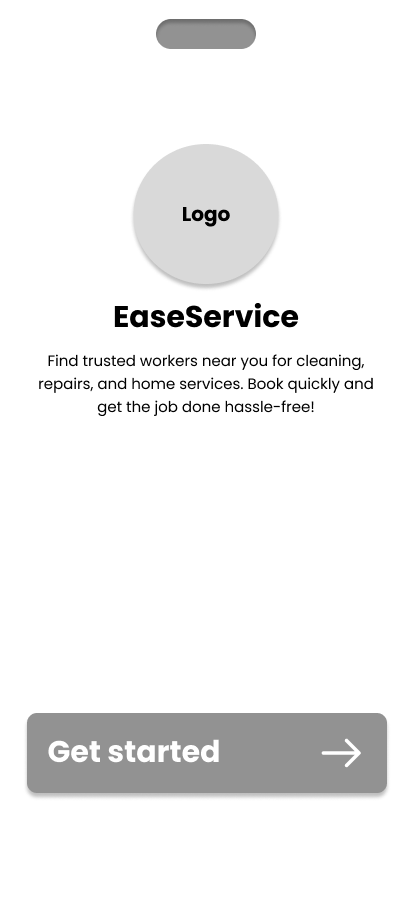 Logo
EaseService
Find trusted workers near you for cleaning,
repairs, and home services. Book quickly and
get the job done hassle-free!
Get started